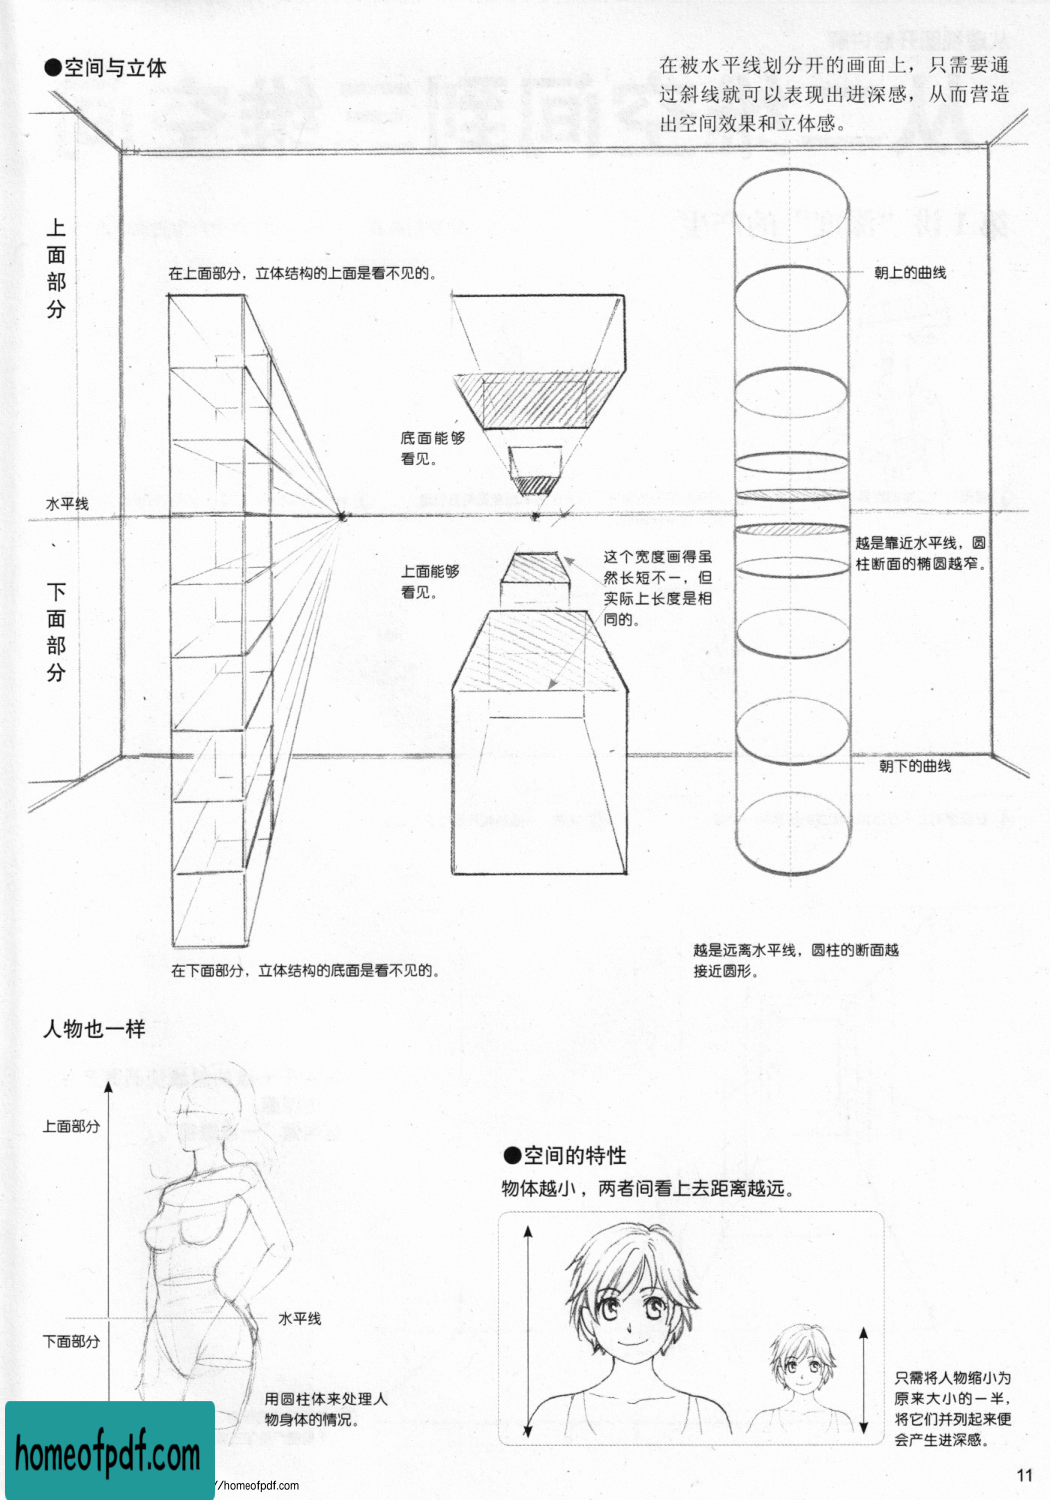 ●空间与立体
在被水平线划分开的画面上，只需要通
过斜线就可以表现出进深感，从而营造
出空间效果和立体感。
上面部分
在上面部分，立体结构的上面是看不见的。
朝上的曲线
底面能够
看见。
水平线
上面能够
看见。
这个宽度画得虽
然长短不一，但
实际上长度是相
同的。
越是靠近水平线，圆
柱断面的椭圆越窄。
下面部分
朝下的曲线
在下面部分，立体结构的底面是看不见的。
越是远离水平线，圆柱的断面越
接近圆形。
人物也一样
上面部分
水平线
下面部分
用圆柱体来处理人
物身体的情况。
●空间的特性
物体越小，两者间看上去距离越远。
只需将人物缩小为
原来大小的一半，
将它们并列起来便
会产生进深感。
homeofpdf.com
//homeofpdf.com
11